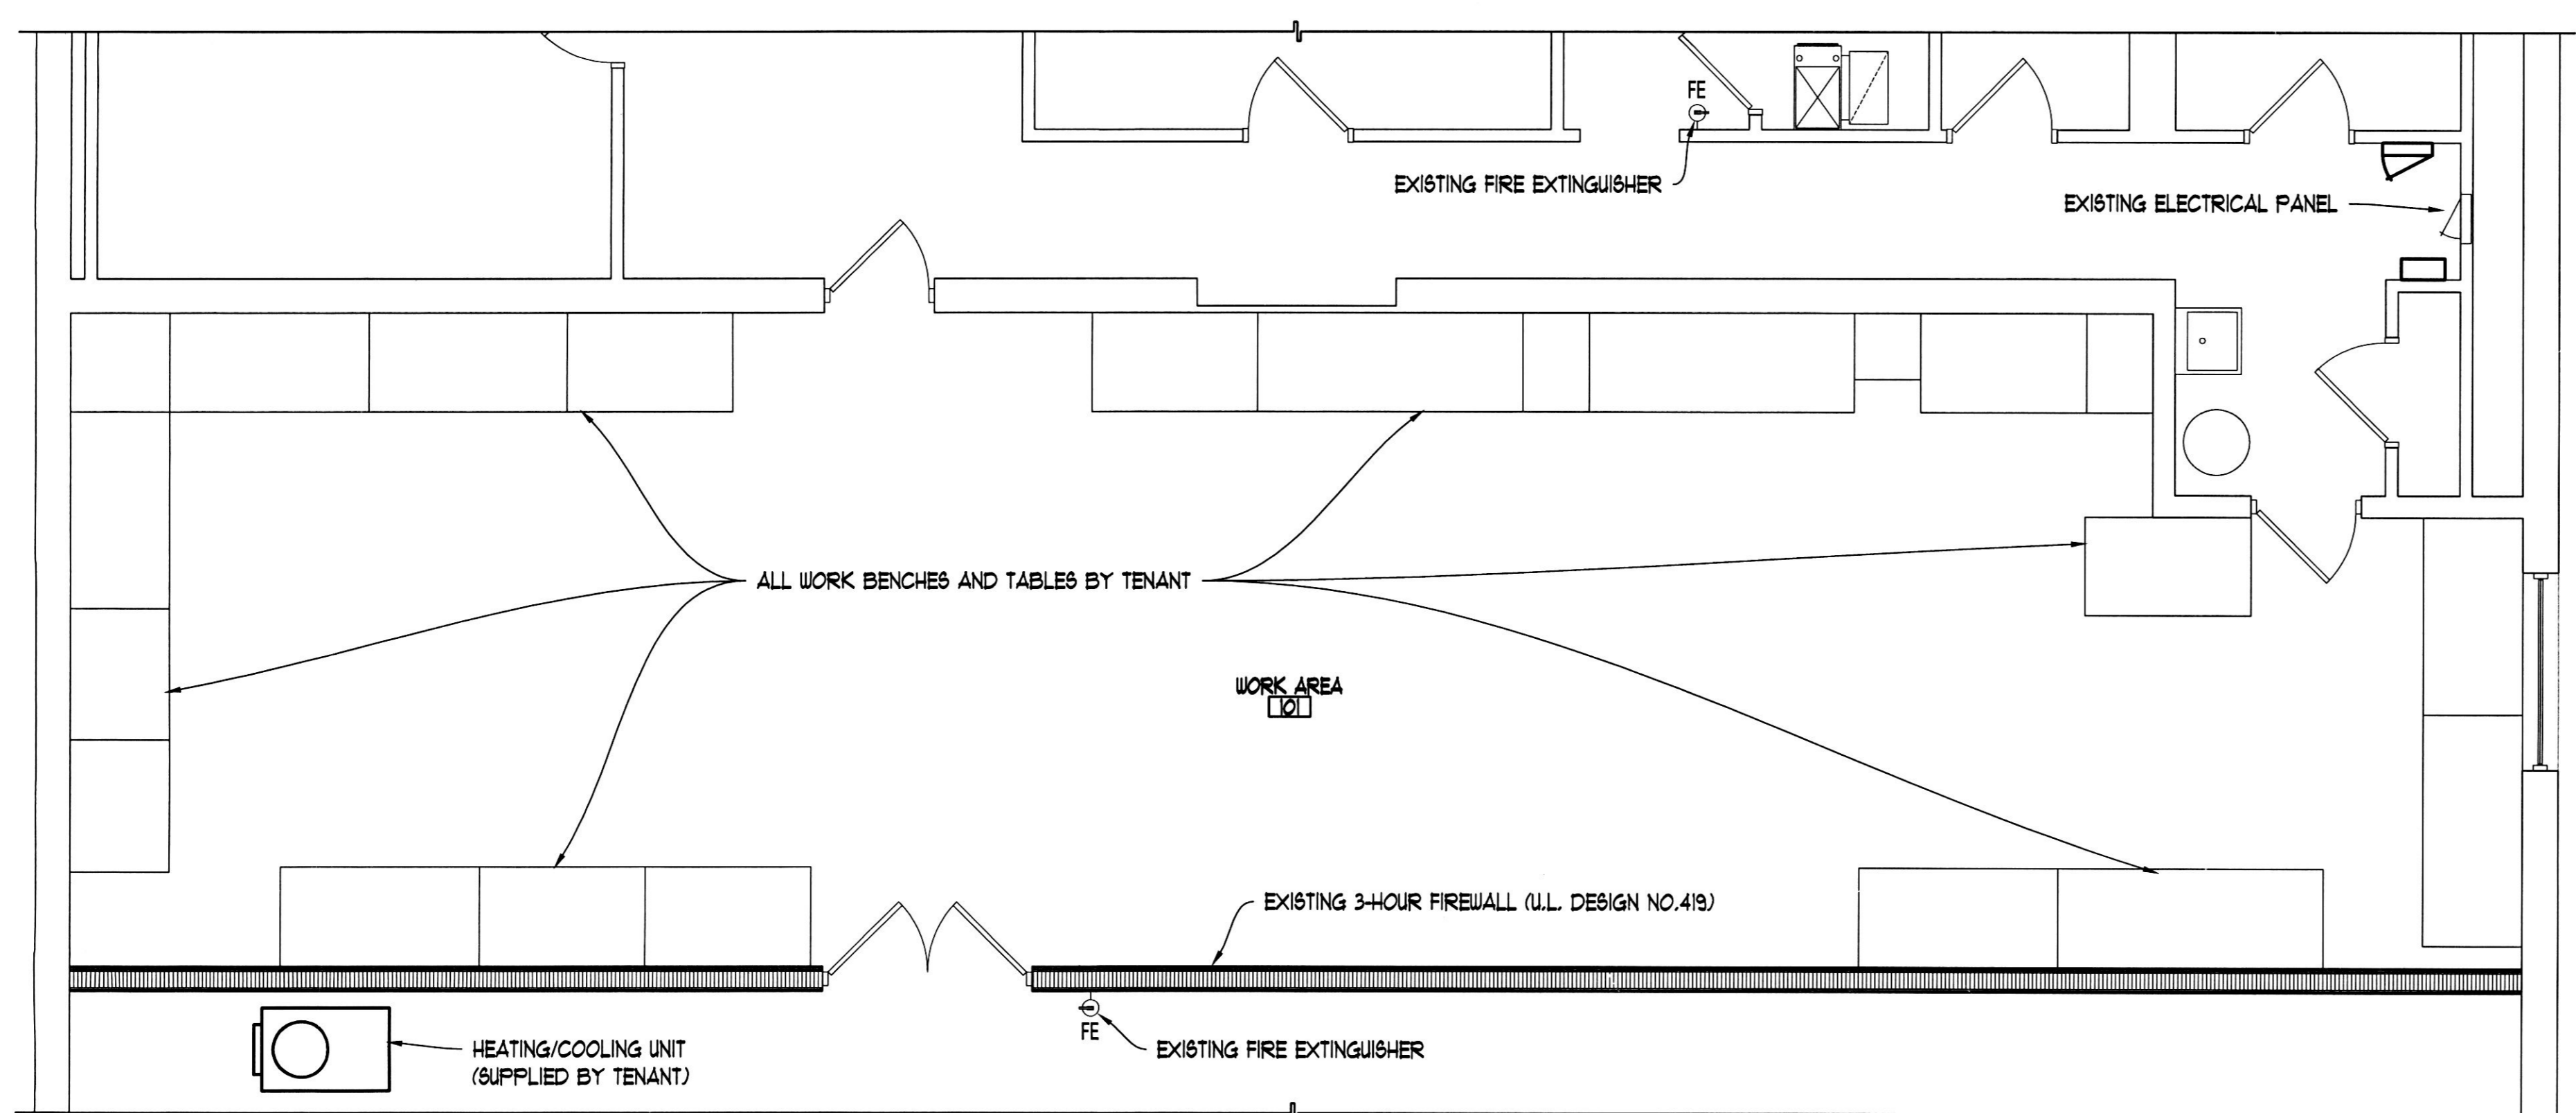 FE
EXISTING FIRE EXTINGUISHER
EXISTING ELECTRICAL PANEL
ALL WORK BENCHES AND TABLES BY TENANT
WORK AREA
101
EXISTING 3-HOUR FIREWALL (U.L. DESIGN NO.419)
FE
EXISTING FIRE EXTINGUISHER
HEATING/COOLING UNIT
(SUPPLIED BY TENANT)